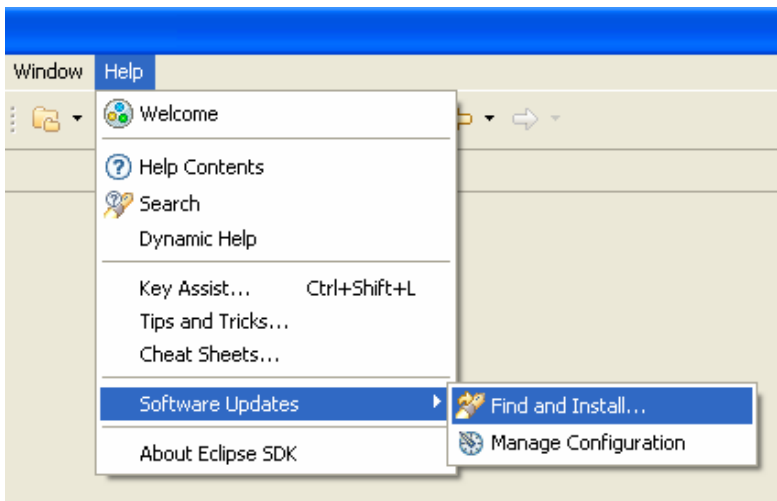 Window Help
Welcome
Help Contents
Search
Dynamic Help
Key Assist... Ctrl+Shift+L
Tips and Tricks...
Cheat Sheets...
Software Updates
Find and Install...
Manage Configuration
About Eclipse SDK